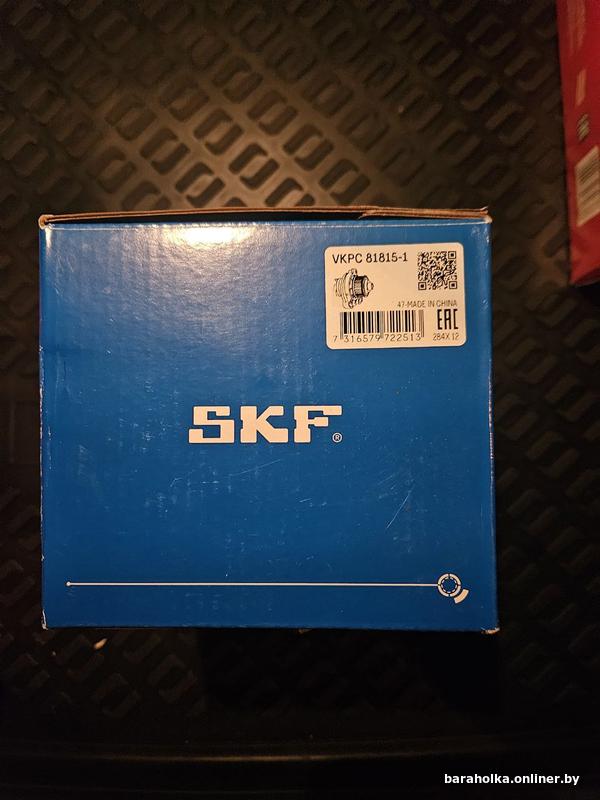 VKPC 81815-1
47-MADE IN CHINA
EAC
7 316579 722513
284X12
SKF®
baraholka.onliner.by